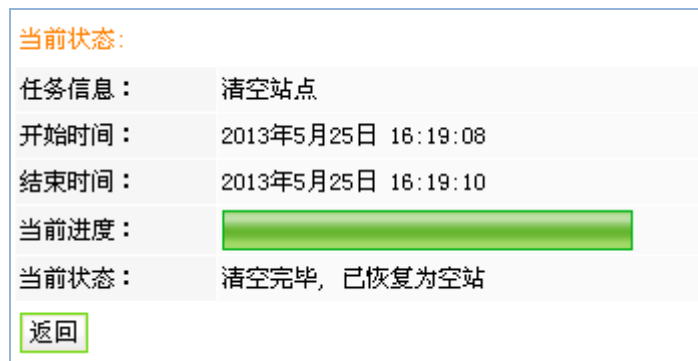 当前状态:
任务信息： 清空站点
开始时间： 2013年5月25日 16:19:08
结束时间： 2013年5月25日 16:19:10
当前进度：
当前状态： 清空完毕, 已恢复为空站
返回